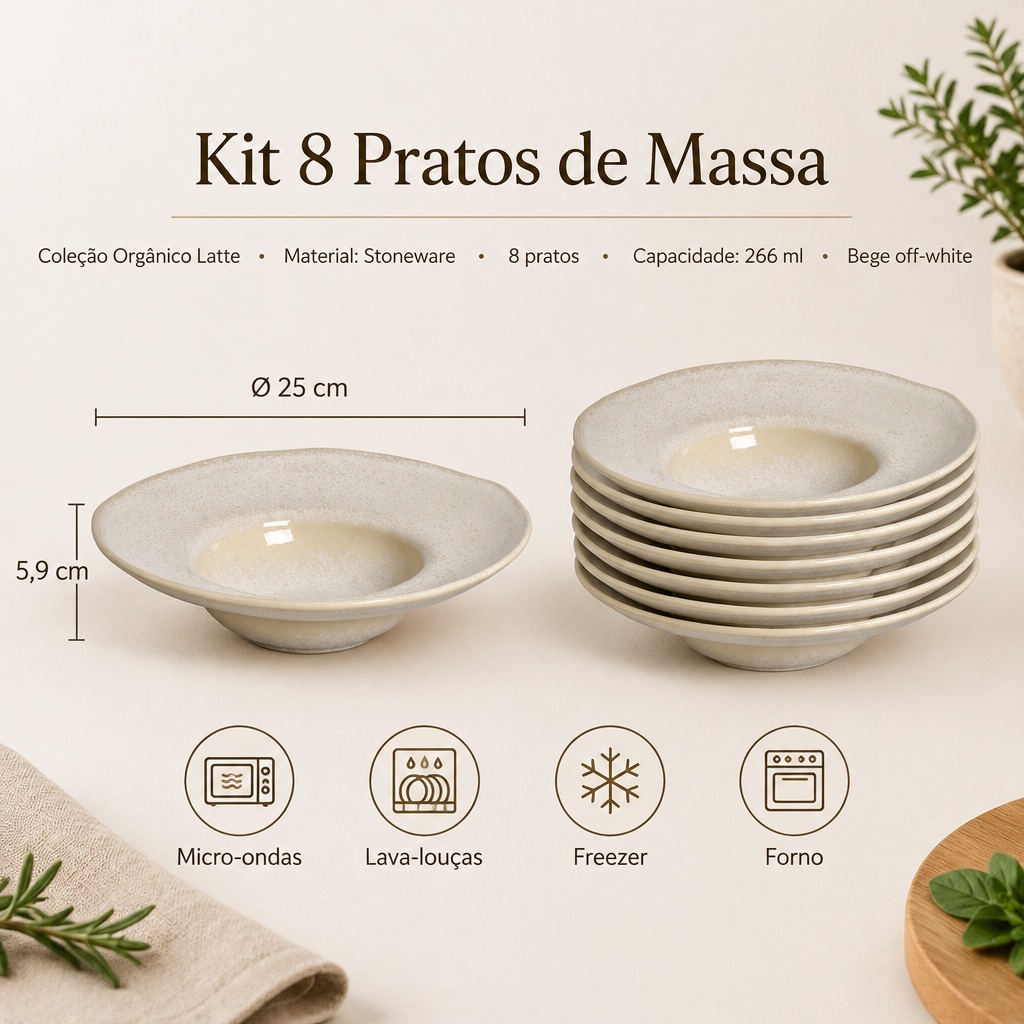 Kit 8 Pratos de Massa
Coleção Orgânico Latte • Material: Stoneware • 8 pratos • Capacidade: 266 ml • Bege off-white
Ø 25 cm
5,9 cm
Micro-ondas
Lava-louças
Freezer
Forno